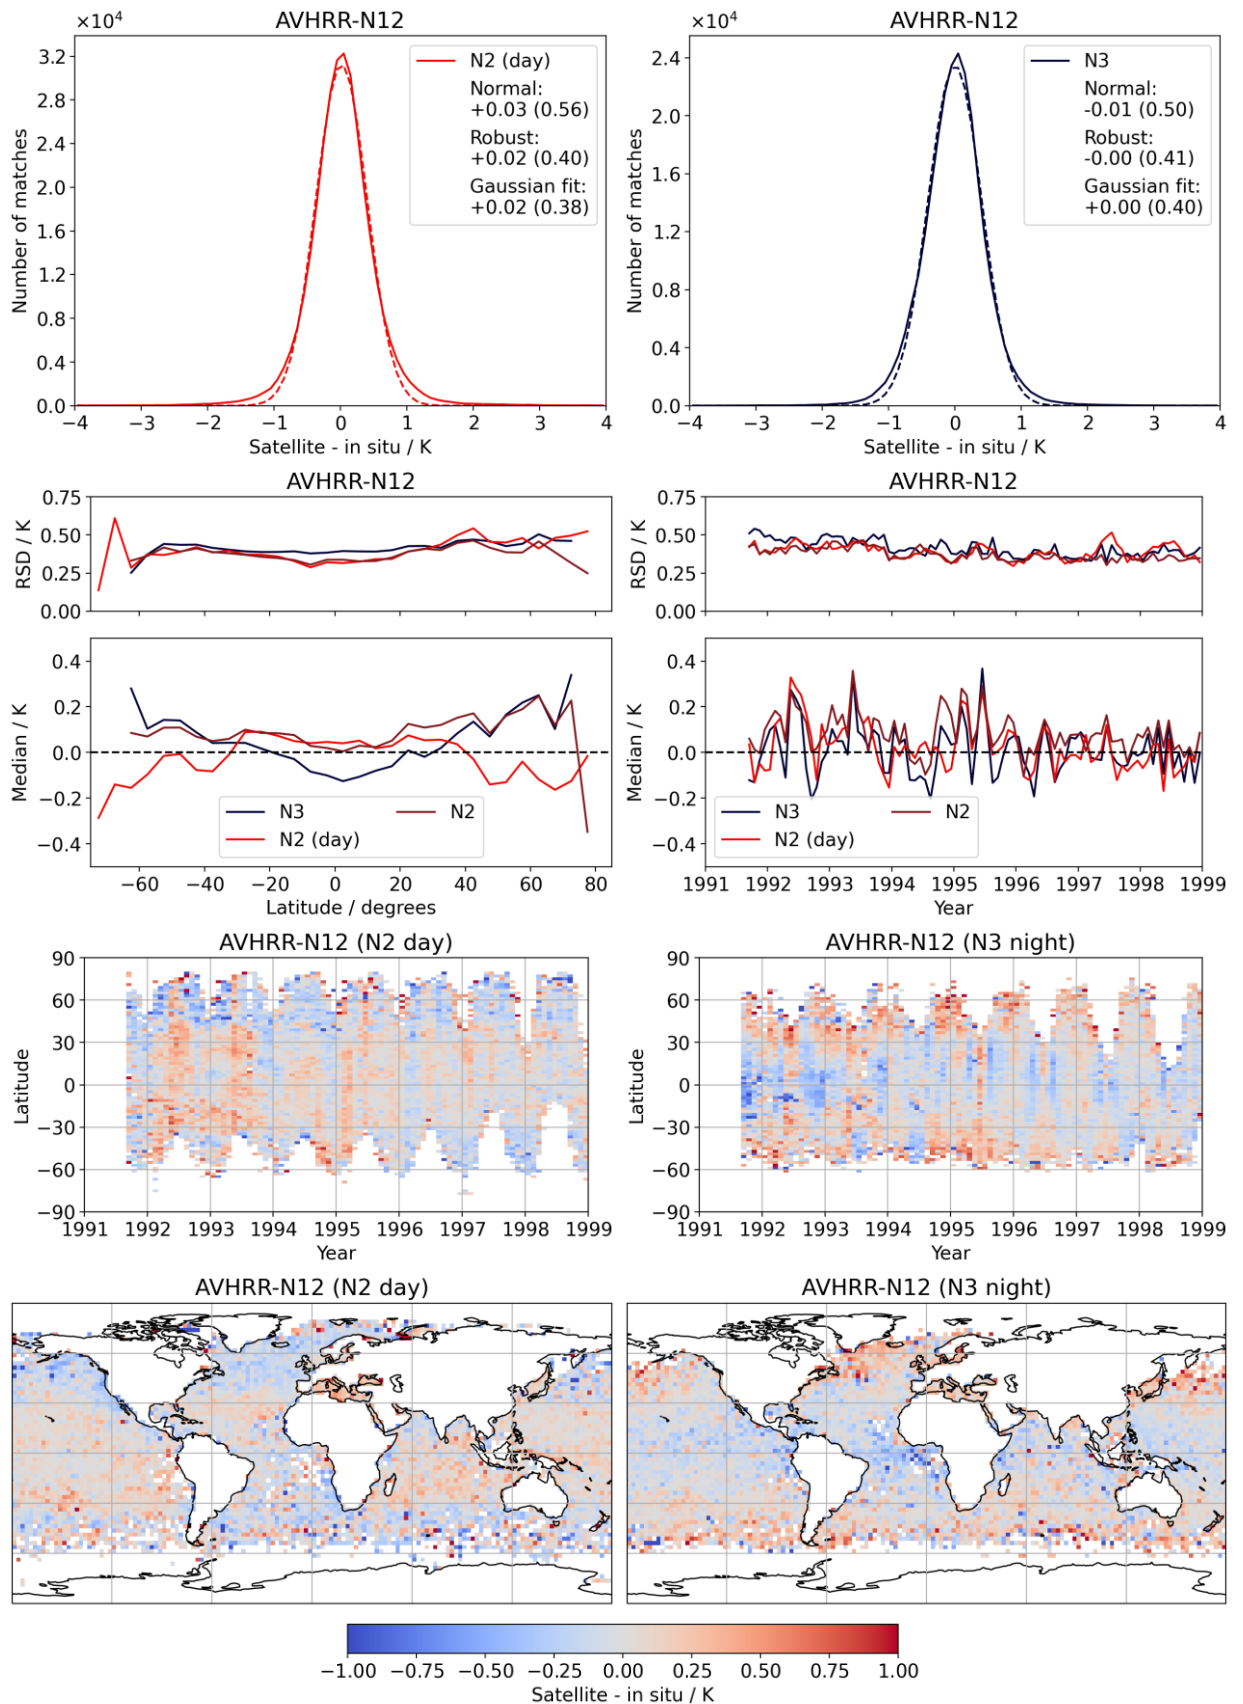 AVHRR-N12
×10⁴
N2 (day)
Normal:
+0.03 (0.56)
Robust:
+0.02 (0.40)
Gaussian fit:
+0.02 (0.38)
Number of matches
3.2
2.8
2.4
2.0
1.6
1.2
0.8
0.4
0.0
−4 −3 −2 −1 0 1 2 3 4
Satellite - in situ / K
AVHRR-N12
×10⁴
N3
Normal:
-0.01 (0.50)
Robust:
-0.00 (0.41)
Gaussian fit:
+0.00 (0.40)
Number of matches
2.4
2.0
1.6
1.2
0.8
0.4
0.0
−4 −3 −2 −1 0 1 2 3 4
Satellite - in situ / K
AVHRR-N12
RSD / K
0.75
0.50
0.25
0.00
Median / K
0.4
0.2
0.0
−0.2
−0.4
N3 N2
N2 (day)
−60 −40 −20 0 20 40 60 80
Latitude / degrees
AVHRR-N12
RSD / K
0.75
0.50
0.25
0.00
Median / K
0.4
0.2
0.0
−0.2
−0.4
N3 N2
N2 (day)
1991 1992 1993 1994 1995 1996 1997 1998 1999
Year
AVHRR-N12 (N2 day)
Latitude
90
60
30
0
−30
−60
−90
1991 1992 1993 1994 1995 1996 1997 1998 1999
Year
AVHRR-N12 (N3 night)
Latitude
90
60
30
0
−30
−60
−90
1991 1992 1993 1994 1995 1996 1997 1998 1999
Year
AVHRR-N12 (N2 day)
AVHRR-N12 (N3 night)
−1.00 −0.75 −0.50 −0.25 0.00 0.25 0.50 0.75 1.00
Satellite - in situ / K